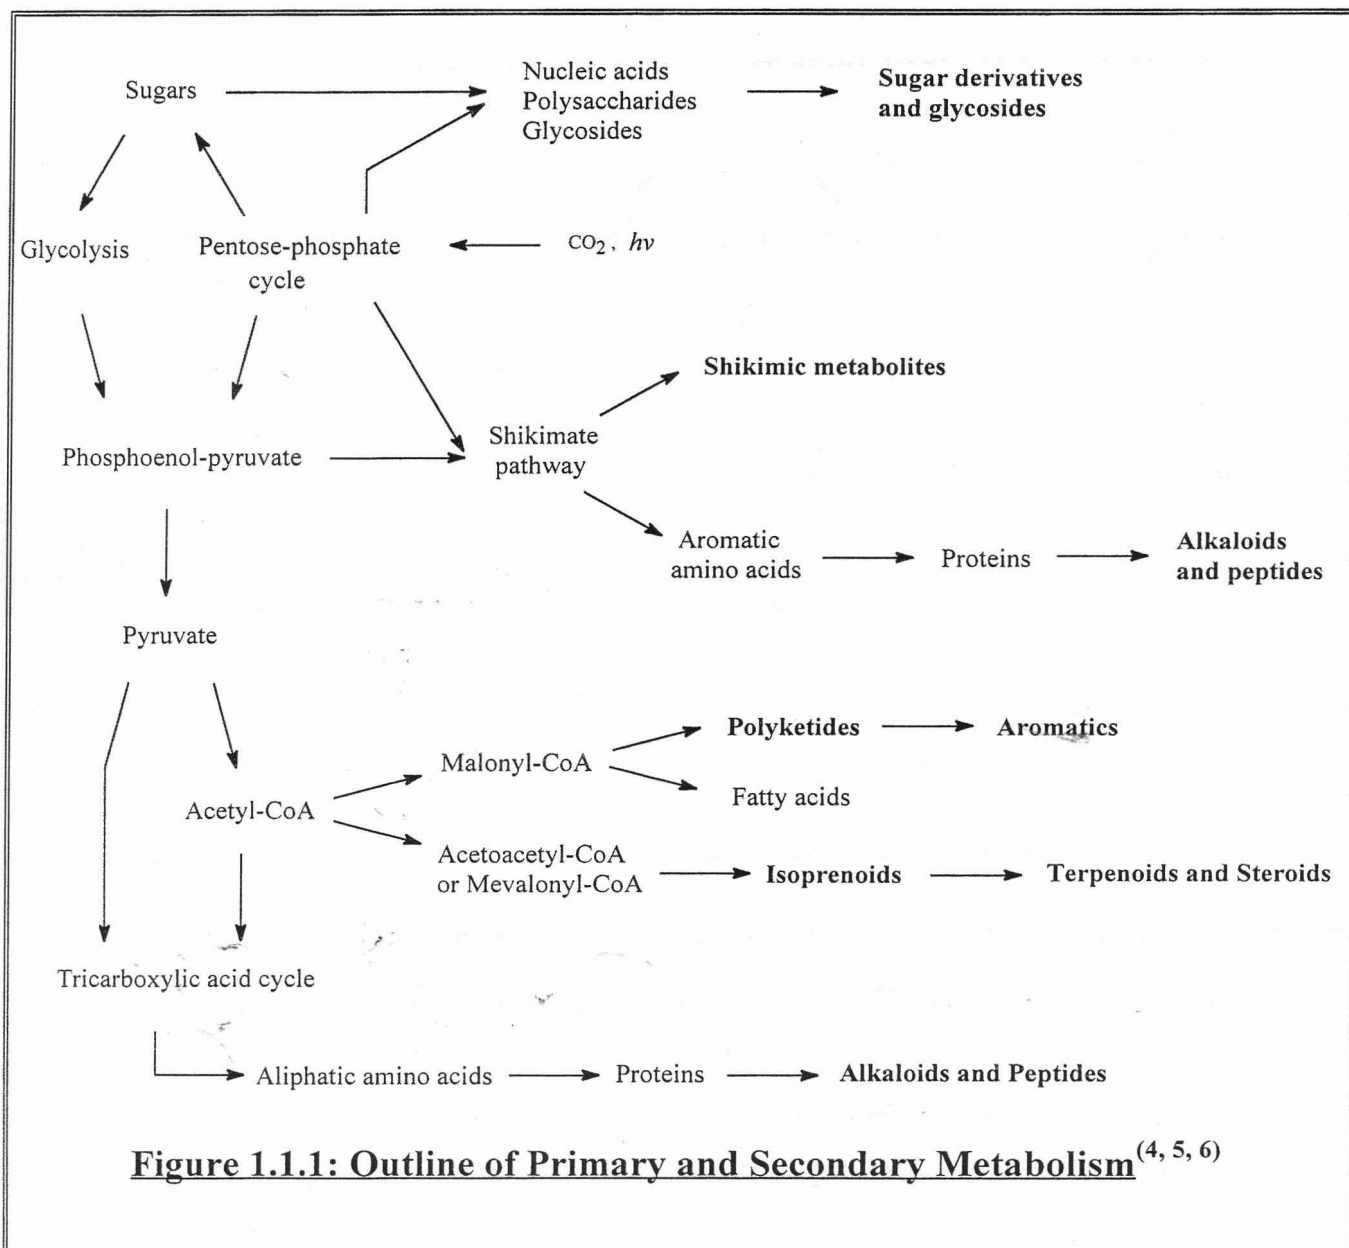 Sugars
Nucleic acids
Polysaccharides
Glycosides
Sugar derivatives
and glycosides
Glycolysis
Pentose-phosphate
cycle
CO2, hν
Shikimic metabolites
Phosphoenol-pyruvate
Shikimate
pathway
Aromatic
amino acids
Proteins
Alkaloids
and peptides
Pyruvate
Polyketides
Aromatics
Malonyl-CoA
Fatty acids
Acetyl-CoA
Acetoacetyl-CoA
or Mevalonyl-CoA
Isoprenoids
Terpenoids and Steroids
Tricarboxylic acid cycle
Aliphatic amino acids
Proteins
Alkaloids and Peptides
Figure 1.1.1: Outline of Primary and Secondary Metabolism(4, 5, 6)